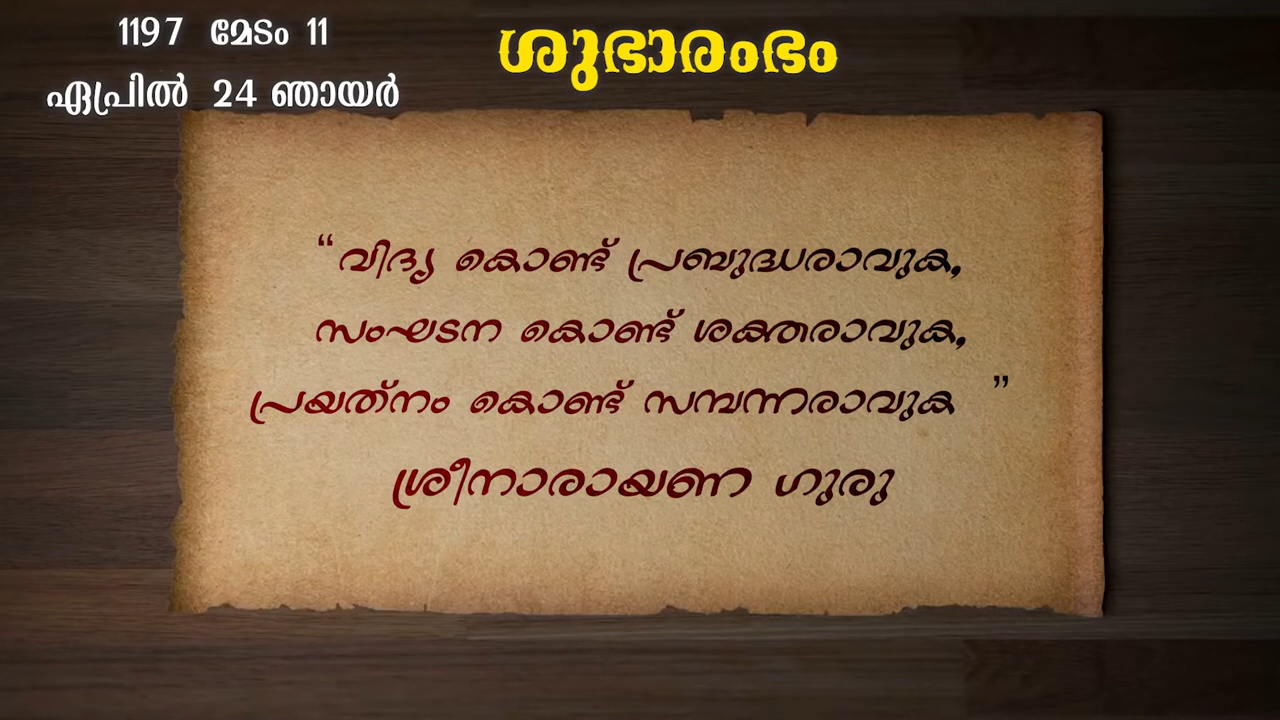 1197 മേടം 11
ഏപ്രിൽ 24 ഞായർ
ശുഭാരംഭം
“വിദ്യ കൊണ്ട് പ്രബുദ്ധരാവുക,
സംഘടന കൊണ്ട് ശക്തരാവുക,
പ്രയത്‌നം കൊണ്ട് സമ്പന്നരാവുക ”
ശ്രീനാരായണ ഗുരു